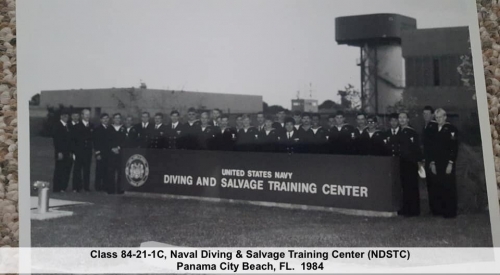 UNITED STATES NAVY
DIVING AND SALVAGE TRAINING CENTER
Class 84-21-1C, Naval Diving & Salvage Training Center (NDSTC)
Panama City Beach, FL. 1984